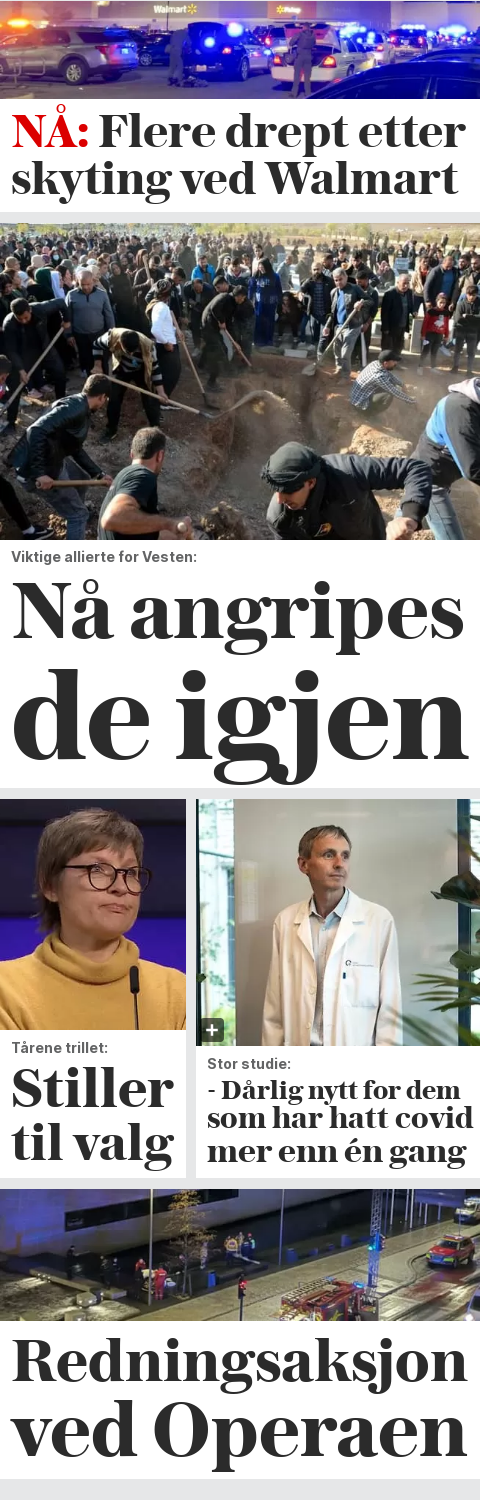 Walmart
NÅ: Flere drept etter
skyting ved Walmart
Viktige allierte for Vesten:
Nå angripes
de igjen
Tårene trillet:
Stiller
til valg
Stor studie:
- Dårlig nytt for dem
som har hatt covid
mer enn én gang
Redningsaksjon
ved Operaen